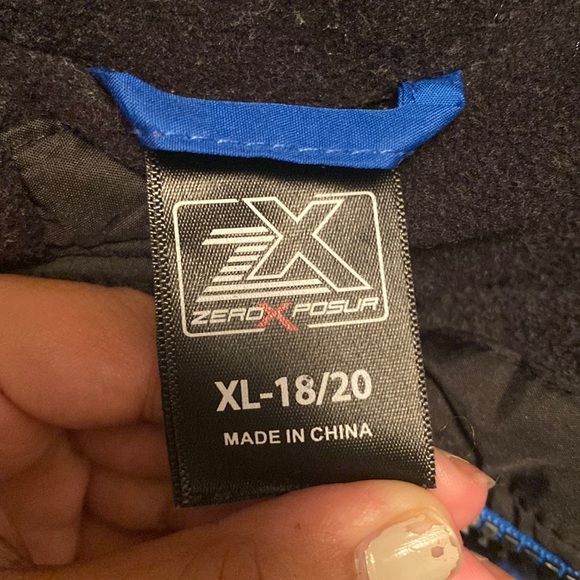 ZX
ZEROXPOSUR
XL-18/20
MADE IN CHINA